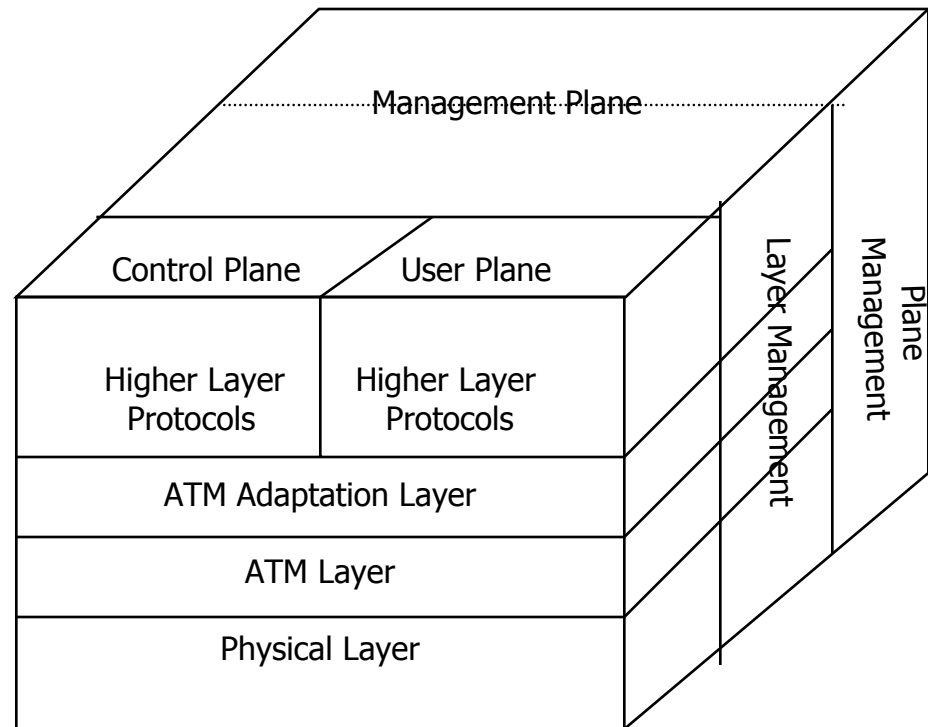 Management Plane
Control Plane
User Plane
Higher Layer
Protocols
Higher Layer
Protocols
ATM Adaptation Layer
ATM Layer
Physical Layer
Layer Management
Plane
Management